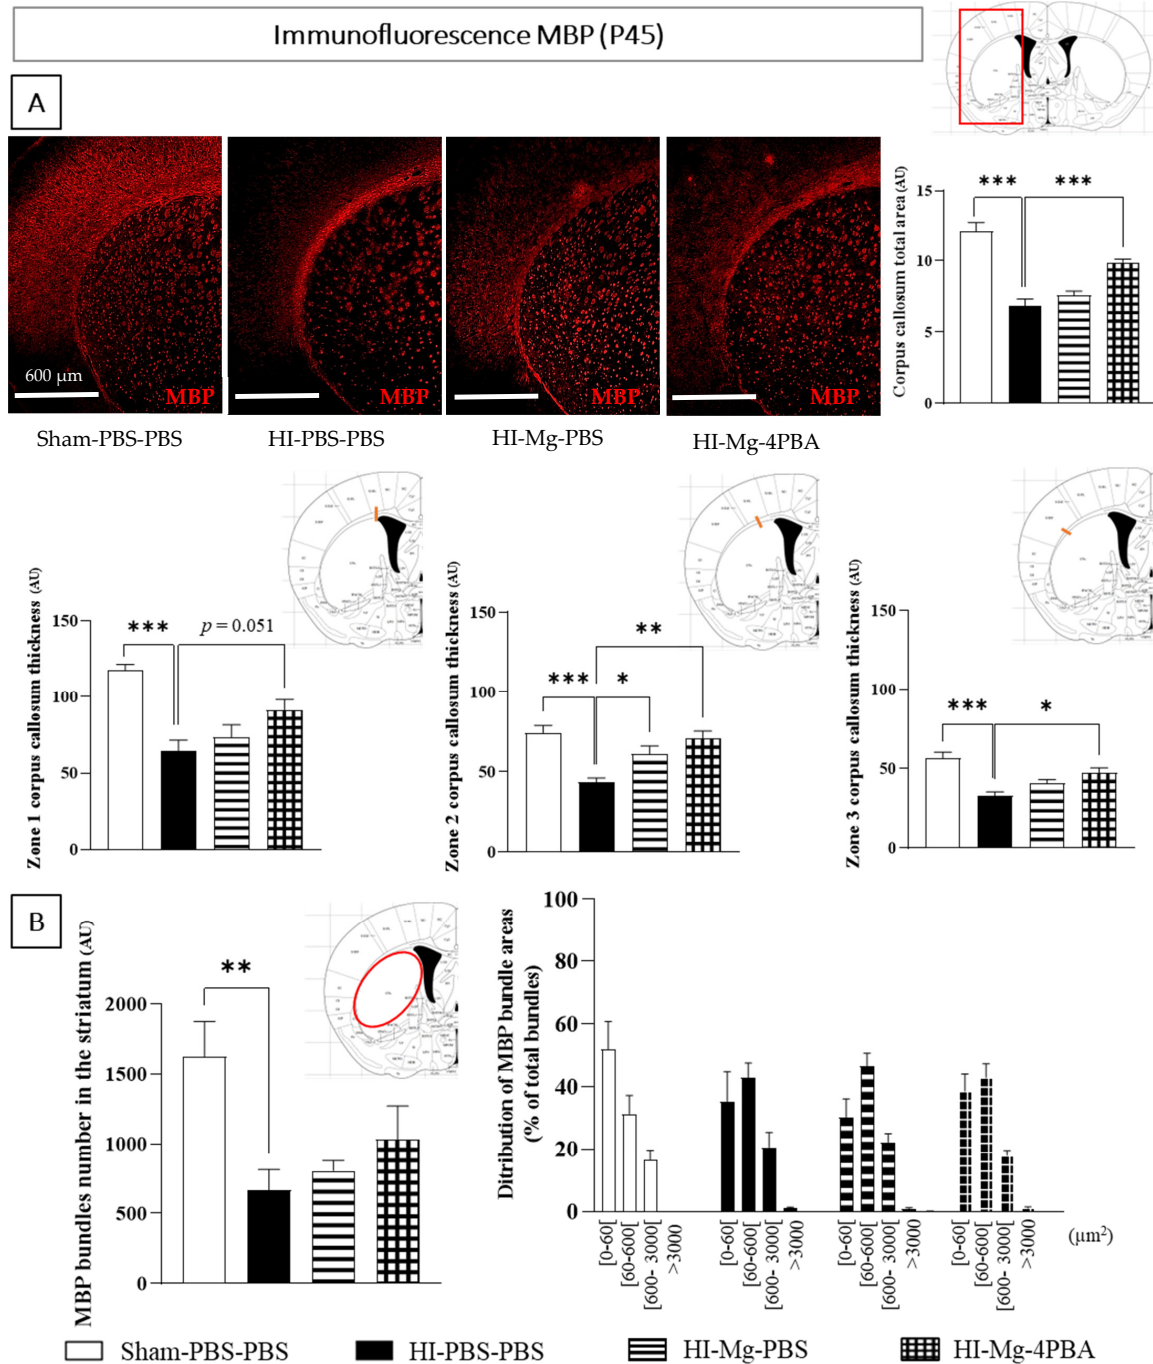 Immunofluorescence MBP (P45)
A
600 µm
MBP
MBP
MBP
MBP
Sham-PBS-PBS
HI-PBS-PBS
HI-Mg-PBS
HI-Mg-4PBA
Corpus callosum total area (AU)
15
10
5
0
***
***
Zone 1 corpus callosum thickness (AU)
150
100
50
0
***
p = 0.051
Zone 2 corpus callosum thickness (AU)
150
100
50
0
***
*
**
Zone 3 corpus callosum thickness (AU)
150
100
50
0
***
*
B
MBP bundles number in the striatum (AU)
2000
1500
1000
500
0
**
Ditribution of MBP bundle areas
(% of total bundles)
100
80
60
40
20
0
[0-60]
[60-600]
[600- 3000]
>3000
[0-60]
[60-600]
[600- 3000]
>3000
[0-60]
[60-600]
[600- 3000]
>3000
[0-60]
[60-600]
[600- 3000]
>3000
(µm²)
Sham-PBS-PBS
HI-PBS-PBS
HI-Mg-PBS
HI-Mg-4PBA